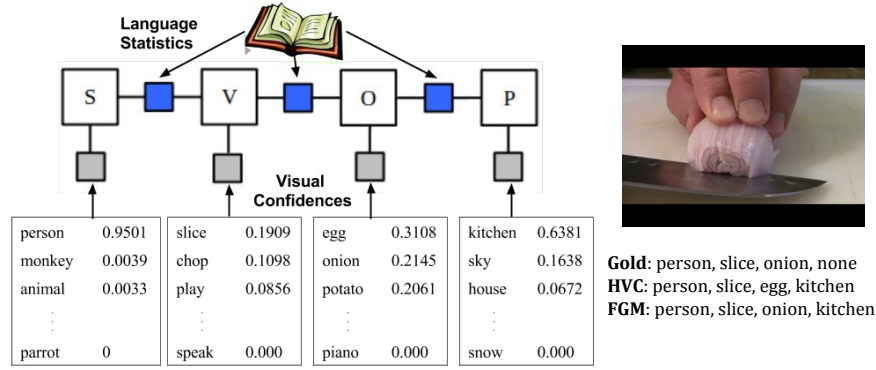 Language
Statistics
S
V
O
P
Visual
Confidences
person 0.9501
monkey 0.0039
animal 0.0033
⋮ ⋮
parrot 0
slice 0.1909
chop 0.1098
play 0.0856
⋮ ⋮
speak 0.000
egg 0.3108
onion 0.2145
potato 0.2061
⋮ ⋮
piano 0.000
kitchen 0.6381
sky 0.1638
house 0.0672
⋮ ⋮
snow 0.000
Gold: person, slice, onion, none
HVC: person, slice, egg, kitchen
FGM: person, slice, onion, kitchen